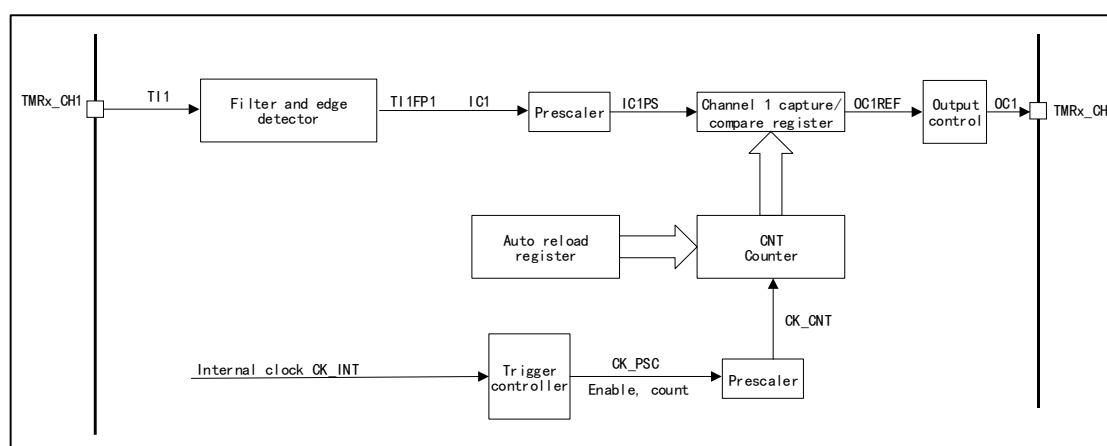 TMRx_CH1
TI1
Filter and edge
detector
TI1FP1
IC1
Prescaler
IC1PS
Channel 1 capture/
compare register
OC1REF
Output
control
OC1
TMRx_CH
Auto reload
register
CNT
Counter
CK_CNT
Internal clock CK_INT
Trigger
controller
CK_PSC
Enable, count
Prescaler